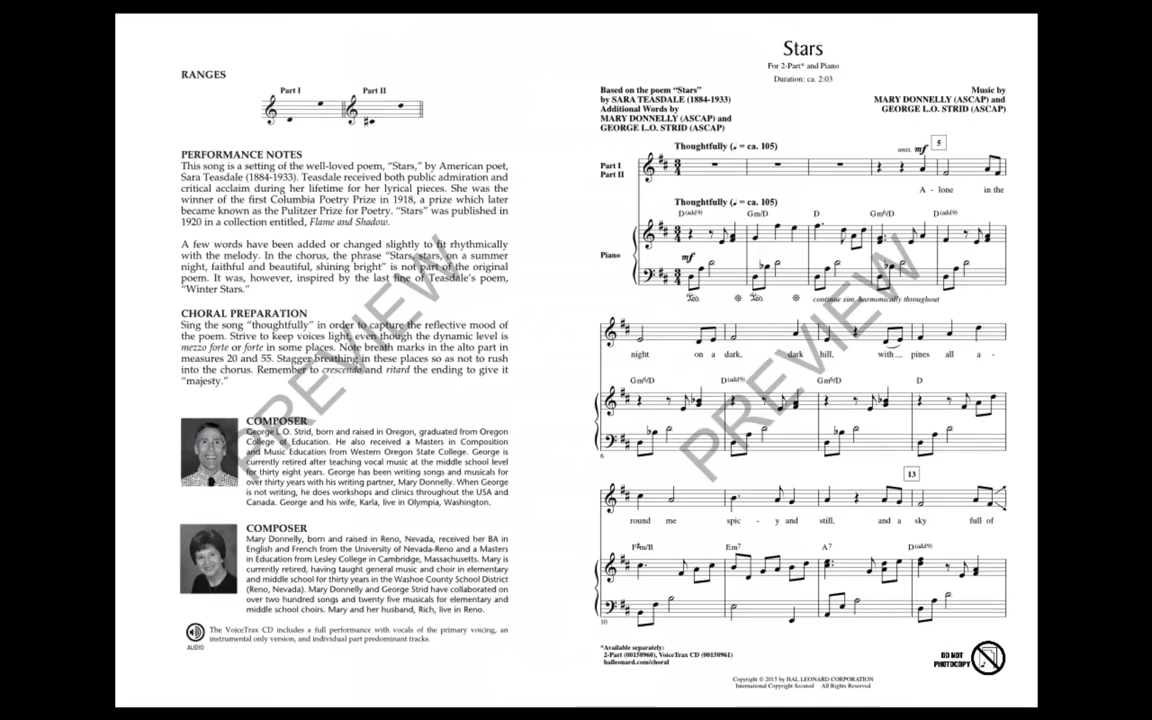 RANGES
Part I
Part II
PERFORMANCE NOTES
This song is a setting of the well-loved poem, “Stars,” by American poet,
Sara Teasdale (1884-1933). Teasdale received both public admiration and
critical acclaim during her lifetime for her lyrical pieces. She was the
winner of the first Columbia Poetry Prize in 1918, a prize which later
became known as the Pulitzer Prize for Poetry. “Stars” was published in
1920 in a collection entitled, Flame and Shadow.
A few words have been added or changed slightly to fit rhythmically
with the melody. In the chorus, the phrase “Stars, stars, on a summer
night, faithful and beautiful, shining bright” is not part of the original
poem. It was, however, inspired by the last line of Teasdale’s poem,
“Winter Stars.”
CHORAL PREPARATION
Sing the song “thoughtfully” in order to capture the reflective mood of
the poem. Strive to keep voices light, even though the dynamic level is
mezzo forte or forte in some places. Note breath marks in the alto part in
measures 20 and 55. Stagger breathing in these places so as not to rush
into the chorus. Remember to crescendo and ritard the ending to give it
“majesty.”
COMPOSER
George L.O. Strid, born and raised in Oregon, graduated from Oregon
College of Education. He also received a Masters in Composition
and Music Education from Western Oregon State College. George is
currently retired after teaching vocal music at the middle school level
for thirty eight years. George has been writing songs and musicals for
over thirty years with his writing partner, Mary Donnelly. When George
is not writing, he does workshops and clinics throughout the USA and
Canada. George and his wife, Karla, live in Olympia, Washington.
COMPOSER
Mary Donnelly, born and raised in Reno, Nevada, received her BA in
English and French from the University of Nevada-Reno and a Masters
in Education from Lesley College in Cambridge, Massachusetts. Mary is
currently retired, having taught general music and choir in elementary
and middle school for thirty years in the Washoe County School District
(Reno, Nevada). Mary Donnelly and George Strid have collaborated on
over two hundred songs and twenty five musicals for elementary and
middle school choirs. Mary and her husband, Rich, live in Reno.
AUDIO
The VoiceTrax CD includes a full performance with vocals of the primary voicing, an
instrumental only version, and individual part predominant tracks.
PREVIEW
Stars
For 2-Part* and Piano
Duration: ca. 2:03
Based on the poem “Stars”
by SARA TEASDALE (1884-1933)
Additional Words by
MARY DONNELLY (ASCAP) and
GEORGE L.O. STRID (ASCAP)
Music by
MARY DONNELLY (ASCAP) and
GEORGE L.O. STRID (ASCAP)
Thoughtfully (♩ = ca. 105)
unis. mf
5
Part I
Part II
A - lone in the
Thoughtfully (♩ = ca. 105)
D(add9) Gm/D D Gm6/D D(add9)
Piano
mf
continue sim. harmonically throughout
night on a dark, dark hill, with pines all a -
Gm6/D D(add9) Gm6/D D
6
13
round me spic - y and still, and a sky full of
F#m/B Em7 A7 D(add9)
10
*Available separately:
2-Part (00150960), VoiceTrax CD (00150961)
halleonard.com/choral
DO NOT
PHOTOCOPY
Copyright © 2015 by HAL LEONARD CORPORATION
International Copyright Secured All Rights Reserved
PREVIEW